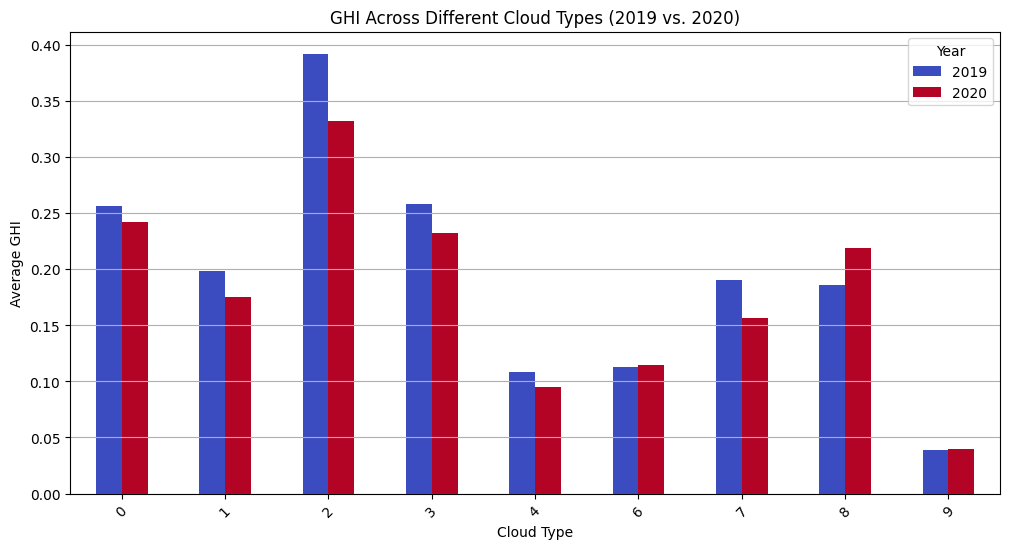 GHI Across Different Cloud Types (2019 vs. 2020)
Year
2019
2020
Average GHI
0.40
0.35
0.30
0.25
0.20
0.15
0.10
0.05
0.00
0 1 2 3 4 6 7 8 9
Cloud Type